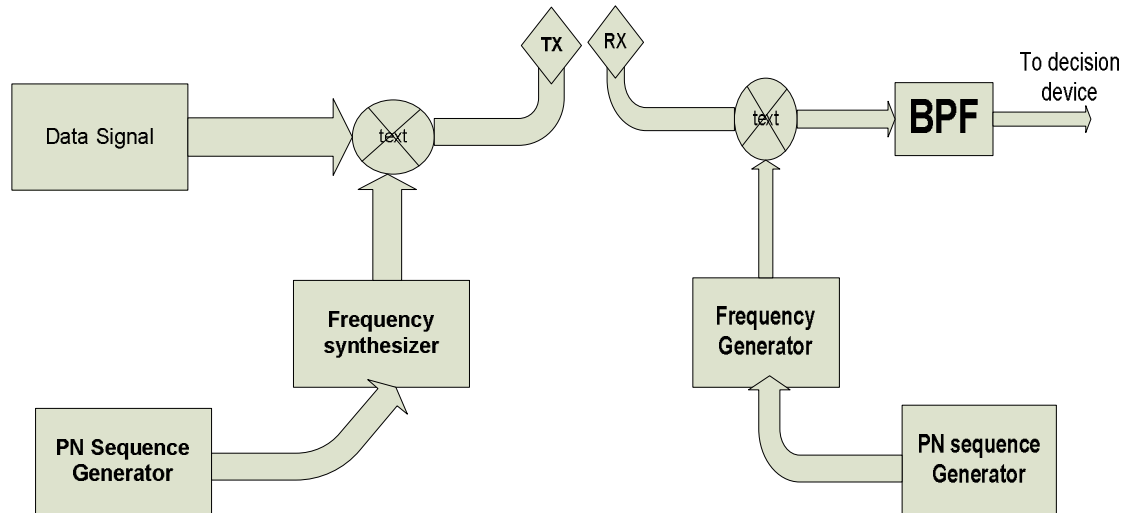 TX
RX
To decision
device
Data Signal
text
text
BPF
Frequency
synthesizer
Frequency
Generator
PN Sequence
Generator
PN sequence
Generator